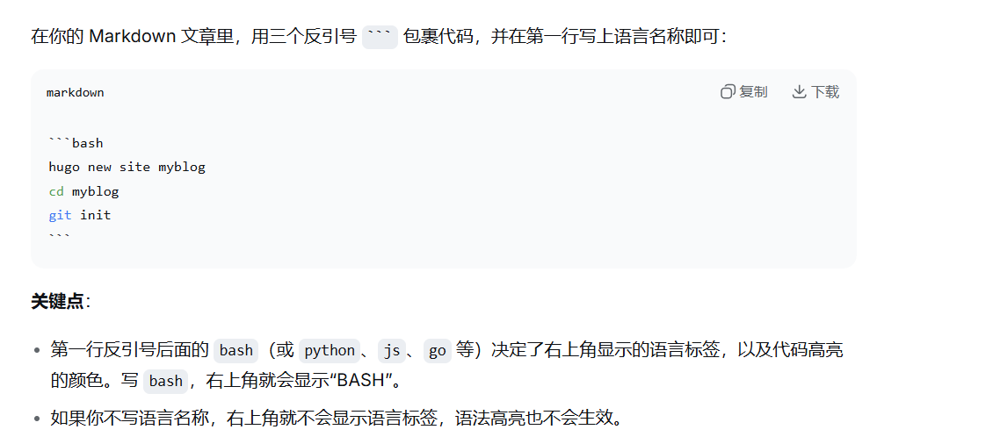 在你的 Markdown 文章里，用三个反引号 ``` 包裹代码，并在第一行写上语言名称即可：
markdown
复制 下载
```bash
hugo new site myblog
cd myblog
git init
```
关键点：
第一行反引号后面的 bash（或 python、js、go 等）决定了右上角显示的语言标签，以及代码高亮
的颜色。写 bash，右上角就会显示“BASH”。
如果你不写语言名称，右上角就不会显示语言标签，语法高亮也不会生效。